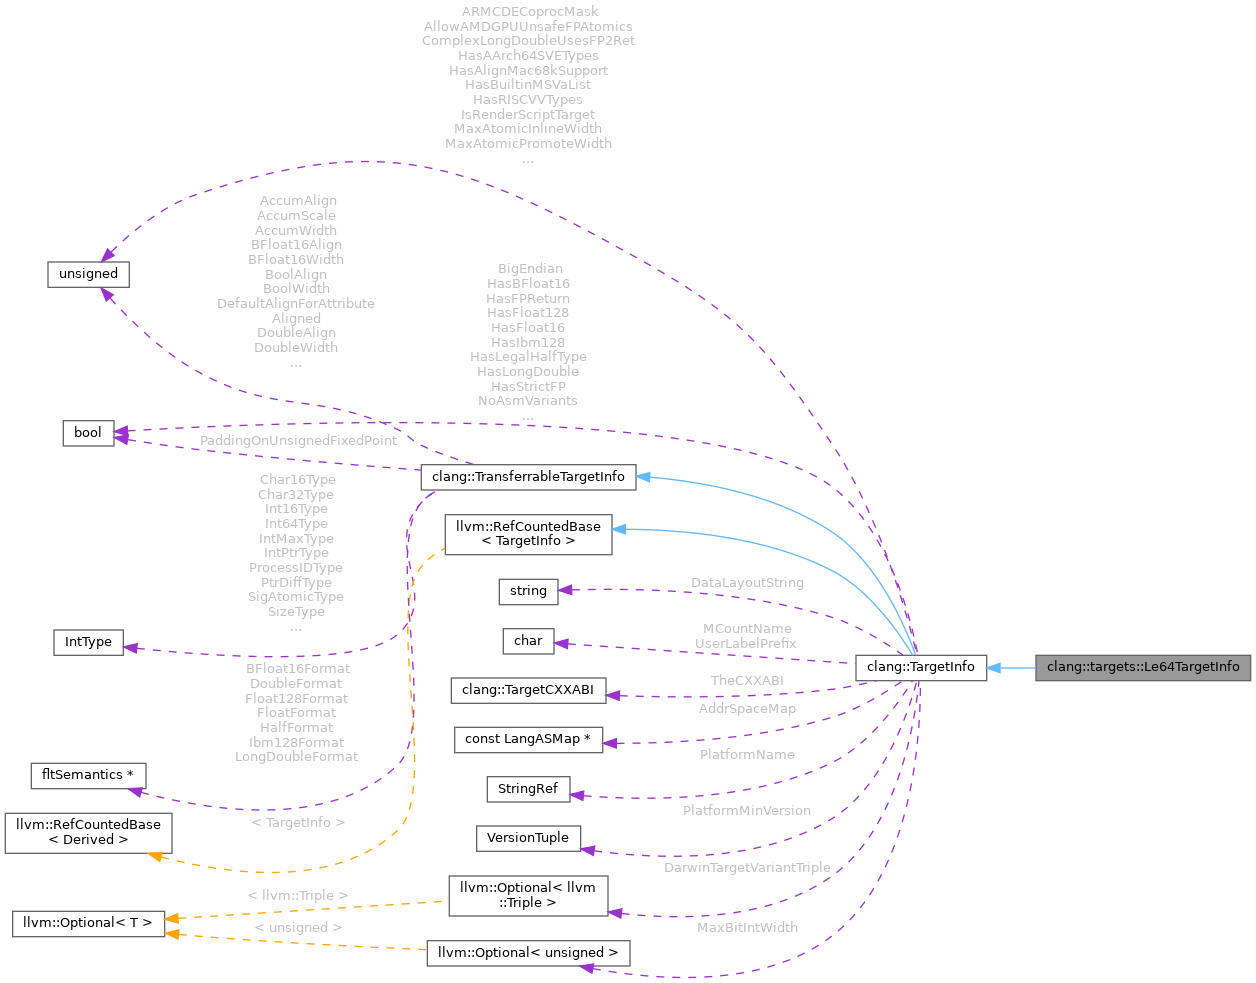 ARMCDECoprocMask
AllowAMDGPUUnsafeFPAtomics
ComplexLongDoubleUsesFP2Ret
HasAArch64SVETypes
HasAlignMac68kSupport
HasBuiltinMSVaList
HasRISCVVTypes
IsRenderScriptTarget
MaxAtomicInlineWidth
MaxAtomicPromoteWidth
...
AccumAlign
AccumScale
AccumWidth
BFloat16Align
BFloat16Width
BoolAlign
BoolWidth
DefaultAlignForAttribute
Aligned
DoubleAlign
DoubleWidth
...
unsigned
BigEndian
HasBFloat16
HasFPReturn
HasFloat128
HasFloat16
HasIbm128
HasLegalHalfType
HasLongDouble
HasStrictFP
NoAsmVariants
...
bool
PaddingOnUnsignedFixedPoint
clang::TransferrableTargetInfo
Char16Type
Char32Type
Int16Type
Int64Type
IntMaxType
IntPtrType
ProcessIDType
PtrDiffType
SigAtomicType
SizeType
...
llvm::RefCountedBase
< TargetInfo >
string
DataLayoutString
char
MCountName
UserLabelPrefix
IntType
clang::TargetInfo
clang::targets::Le64TargetInfo
clang::TargetCXXABI
TheCXXABI
AddrSpaceMap
const LangASMap *
BFloat16Format
DoubleFormat
Float128Format
FloatFormat
HalfFormat
Ibm128Format
LongDoubleFormat
PlatformName
fltSemantics *
StringRef
PlatformMinVersion
llvm::RefCountedBase
< Derived >
< TargetInfo >
VersionTuple
DarwinTargetVariantTriple
llvm::Optional< llvm
::Triple >
< llvm::Triple >
llvm::Optional< T >
< unsigned >
MaxBitIntWidth
llvm::Optional< unsigned >